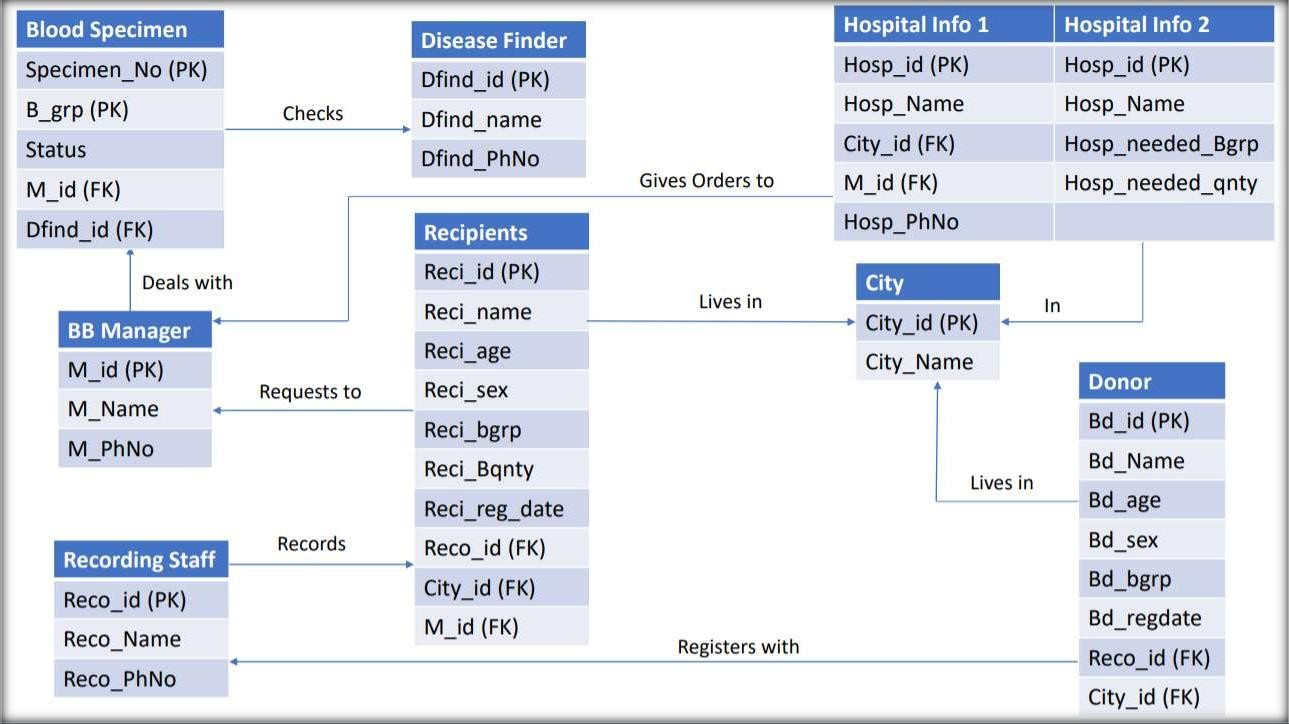 Blood Specimen
Specimen_No (PK)
B_grp (PK)
Status
M_id (FK)
Dfind_id (FK)
Checks
Disease Finder
Dfind_id (PK)
Dfind_name
Dfind_PhNo
Hospital Info 1
Hosp_id (PK)
Hosp_Name
City_id (FK)
M_id (FK)
Hosp_PhNo
Hospital Info 2
Hosp_id (PK)
Hosp_Name
Hosp_needed_Bgrp
Hosp_needed_qnty
Gives Orders to
Deals with
BB Manager
M_id (PK)
M_Name
M_PhNo
Requests to
Recipients
Reci_id (PK)
Reci_name
Reci_age
Reci_sex
Reci_bgrp
Reci_Bqnty
Reci_reg_date
Reco_id (FK)
City_id (FK)
M_id (FK)
Lives in
City
City_id (PK)
City_Name
In
Lives in
Donor
Bd_id (PK)
Bd_Name
Bd_age
Bd_sex
Bd_bgrp
Bd_regdate
Reco_id (FK)
City_id (FK)
Records
Recording Staff
Reco_id (PK)
Reco_Name
Reco_PhNo
Registers with